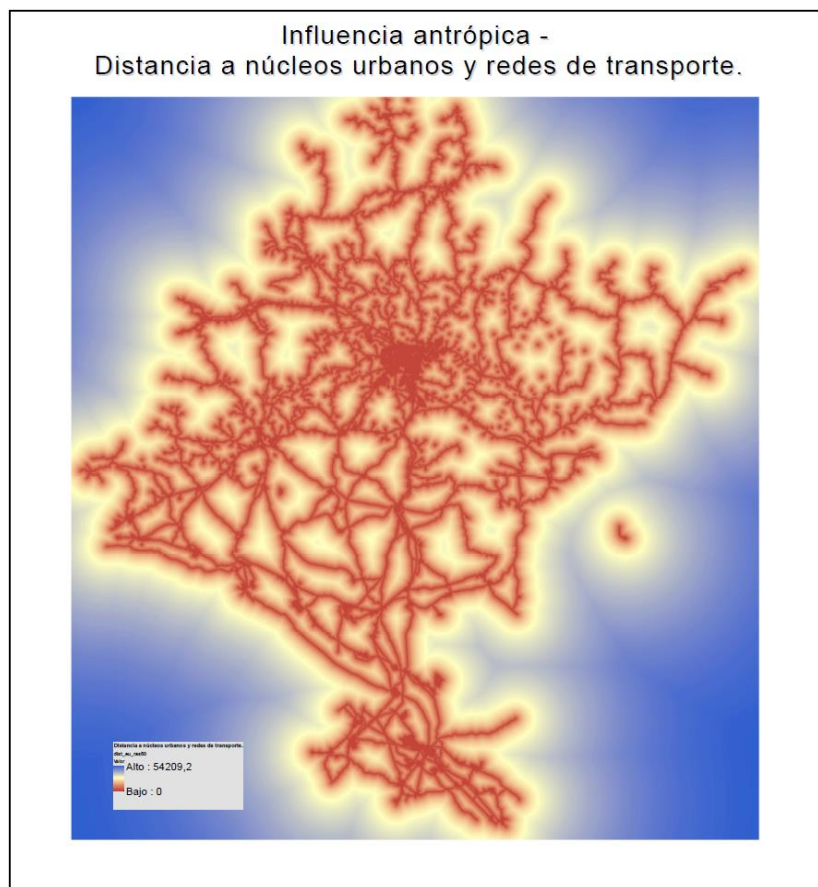 Influencia antrópica -
Distancia a núcleos urbanos y redes de transporte.
Distancia a núcleos urbanos y redes de transporte.
Valor
Alto : 54209,2
Bajo : 0